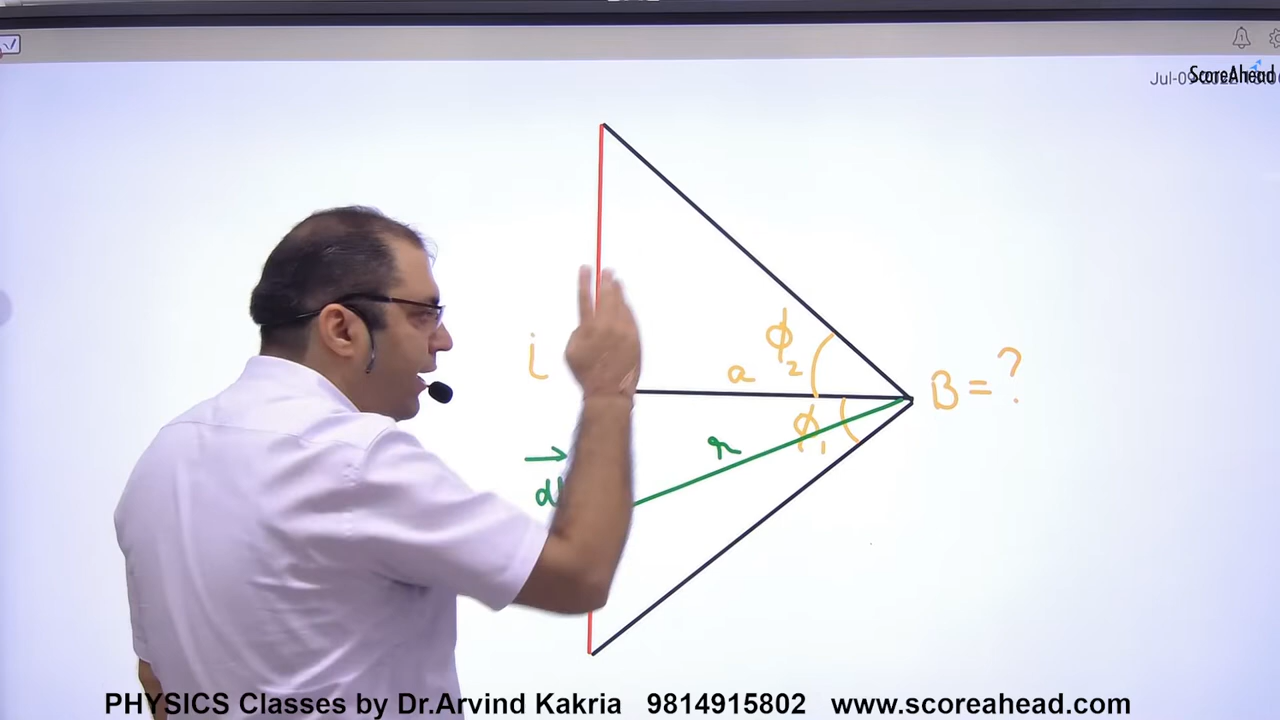 ScoreAhead
i
a
ϕ₂
B = ?
ϕ₁
r
PHYSICS Classes by Dr.Arvind Kakria 9814915802 www.scoreahead.com